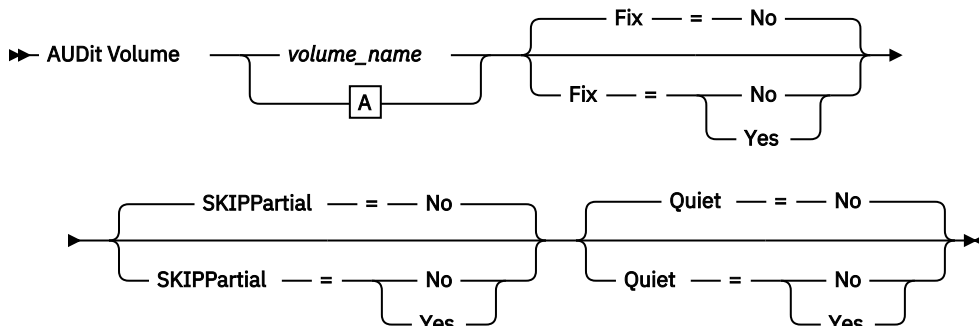 Fix = No
AUDit Volume volume_name
A
Fix = No
Yes
SKIPPartial = No
Quiet = No
SKIPPartial = No
Quiet = No
Yes
Yes